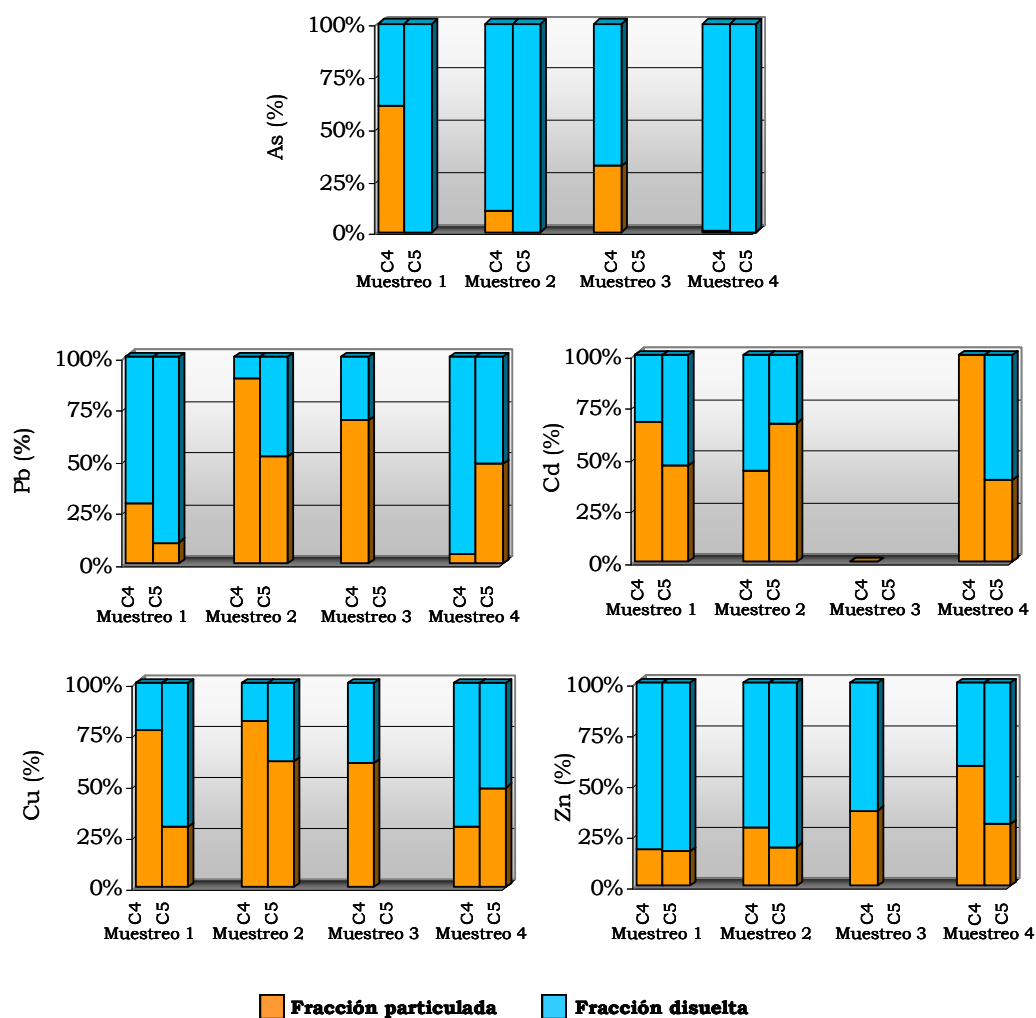 As (%)
100%
75%
50%
25%
0%
C4 C5 C4 C5 C4 C5 C4 C5
Muestreo 1 Muestreo 2 Muestreo 3 Muestreo 4
Pb (%)
100%
75%
50%
25%
0%
C4 C5 C4 C5 C4 C5 C4 C5
Muestreo 1 Muestreo 2 Muestreo 3 Muestreo 4
Cd (%)
100%
75%
50%
25%
0%
C4 C5 C4 C5 C4 C5 C4 C5
Muestreo 1 Muestreo 2 Muestreo 3 Muestreo 4
Cu (%)
100%
75%
50%
25%
0%
C4 C5 C4 C5 C4 C5 C4 C5
Muestreo 1 Muestreo 2 Muestreo 3 Muestreo 4
Zn (%)
100%
75%
50%
25%
0%
C4 C5 C4 C5 C4 C5 C4 C5
Muestreo 1 Muestreo 2 Muestreo 3 Muestreo 4
Fracción particulada Fracción disuelta